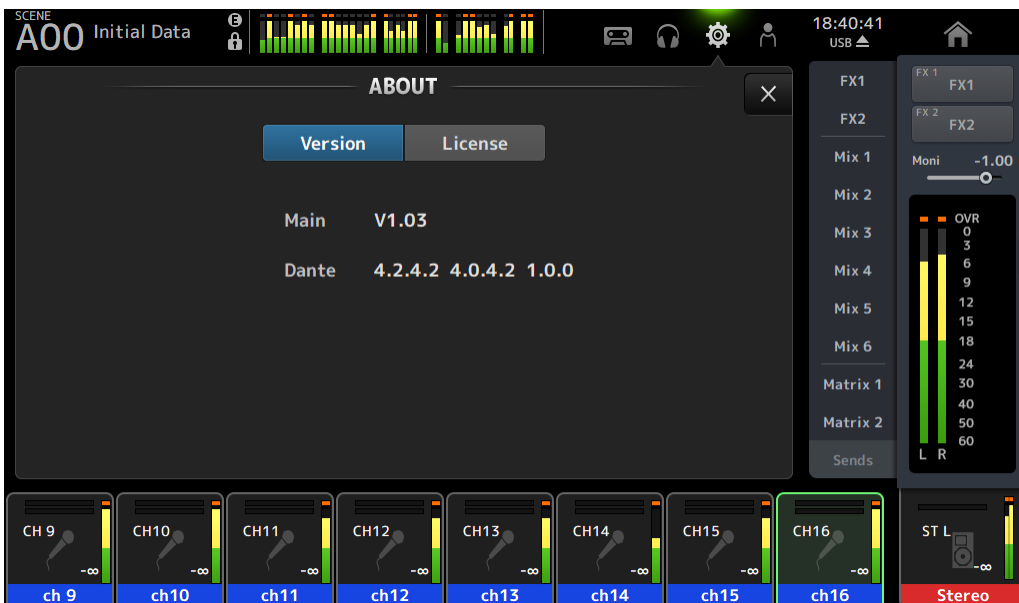 SCENE
A00 Initial Data
E
18:40:41
USB
ABOUT
Version License
Main V1.03
Dante 4.2.4.2 4.0.4.2 1.0.0
FX1
FX2
Mix 1
Mix 2
Mix 3
Mix 4
Mix 5
Mix 6
Matrix 1
Matrix 2
Sends
FX 1
FX1
FX 2
FX2
Moni -1.00
OVR
0
3
6
9
12
15
18
24
30
40
50
60
L R
CH 9 CH10 CH11 CH12 CH13 CH14 CH15 CH16 ST L
-∞ -∞ -∞ -∞ -∞ -∞ -∞ -∞ -∞
ch 9 ch10 ch11 ch12 ch13 ch14 ch15 ch16 Stereo